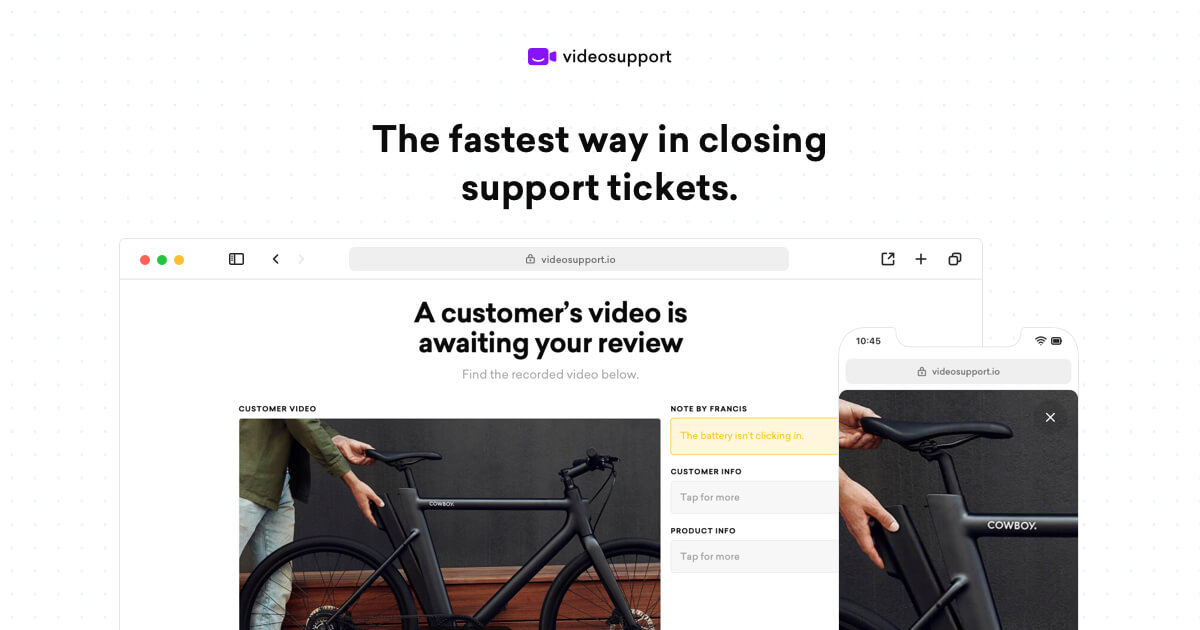 videosupport
The fastest way in closing
support tickets.
videosupport.io
A customer’s video is
awaiting your review
Find the recorded video below.
CUSTOMER VIDEO
COWBOY.
NOTE BY FRANCIS
The battery isn’t clicking in.
CUSTOMER INFO
Tap for more
PRODUCT INFO
Tap for more
10:45
videosupport.io
COWBOY.